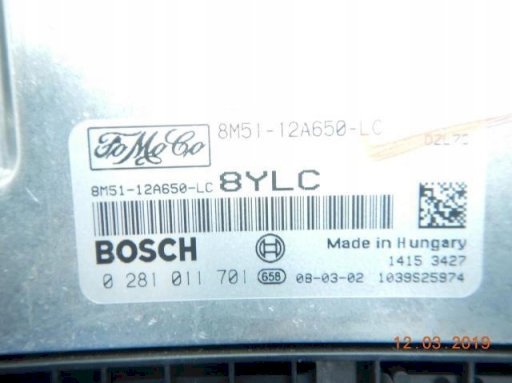 FoMoCo 8M51-12A650-LC
8M51-12A650-LC 8YLC
BOSCH Made in Hungary
1415 3427
0 281 011 701 658 08-03-02 1039S25974
12.03.2019